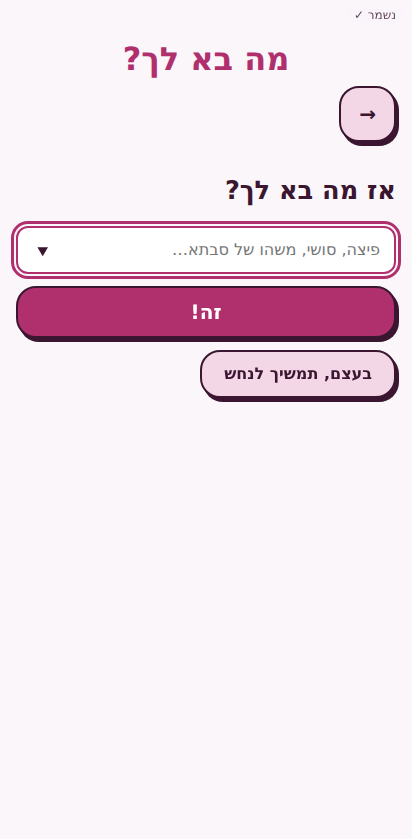 נשמר ✓
מה בא לך?
→
אז מה בא לך?
פיצה, סושי, משהו של סבתא...
זה!
בעצם, תמשיך לנחש